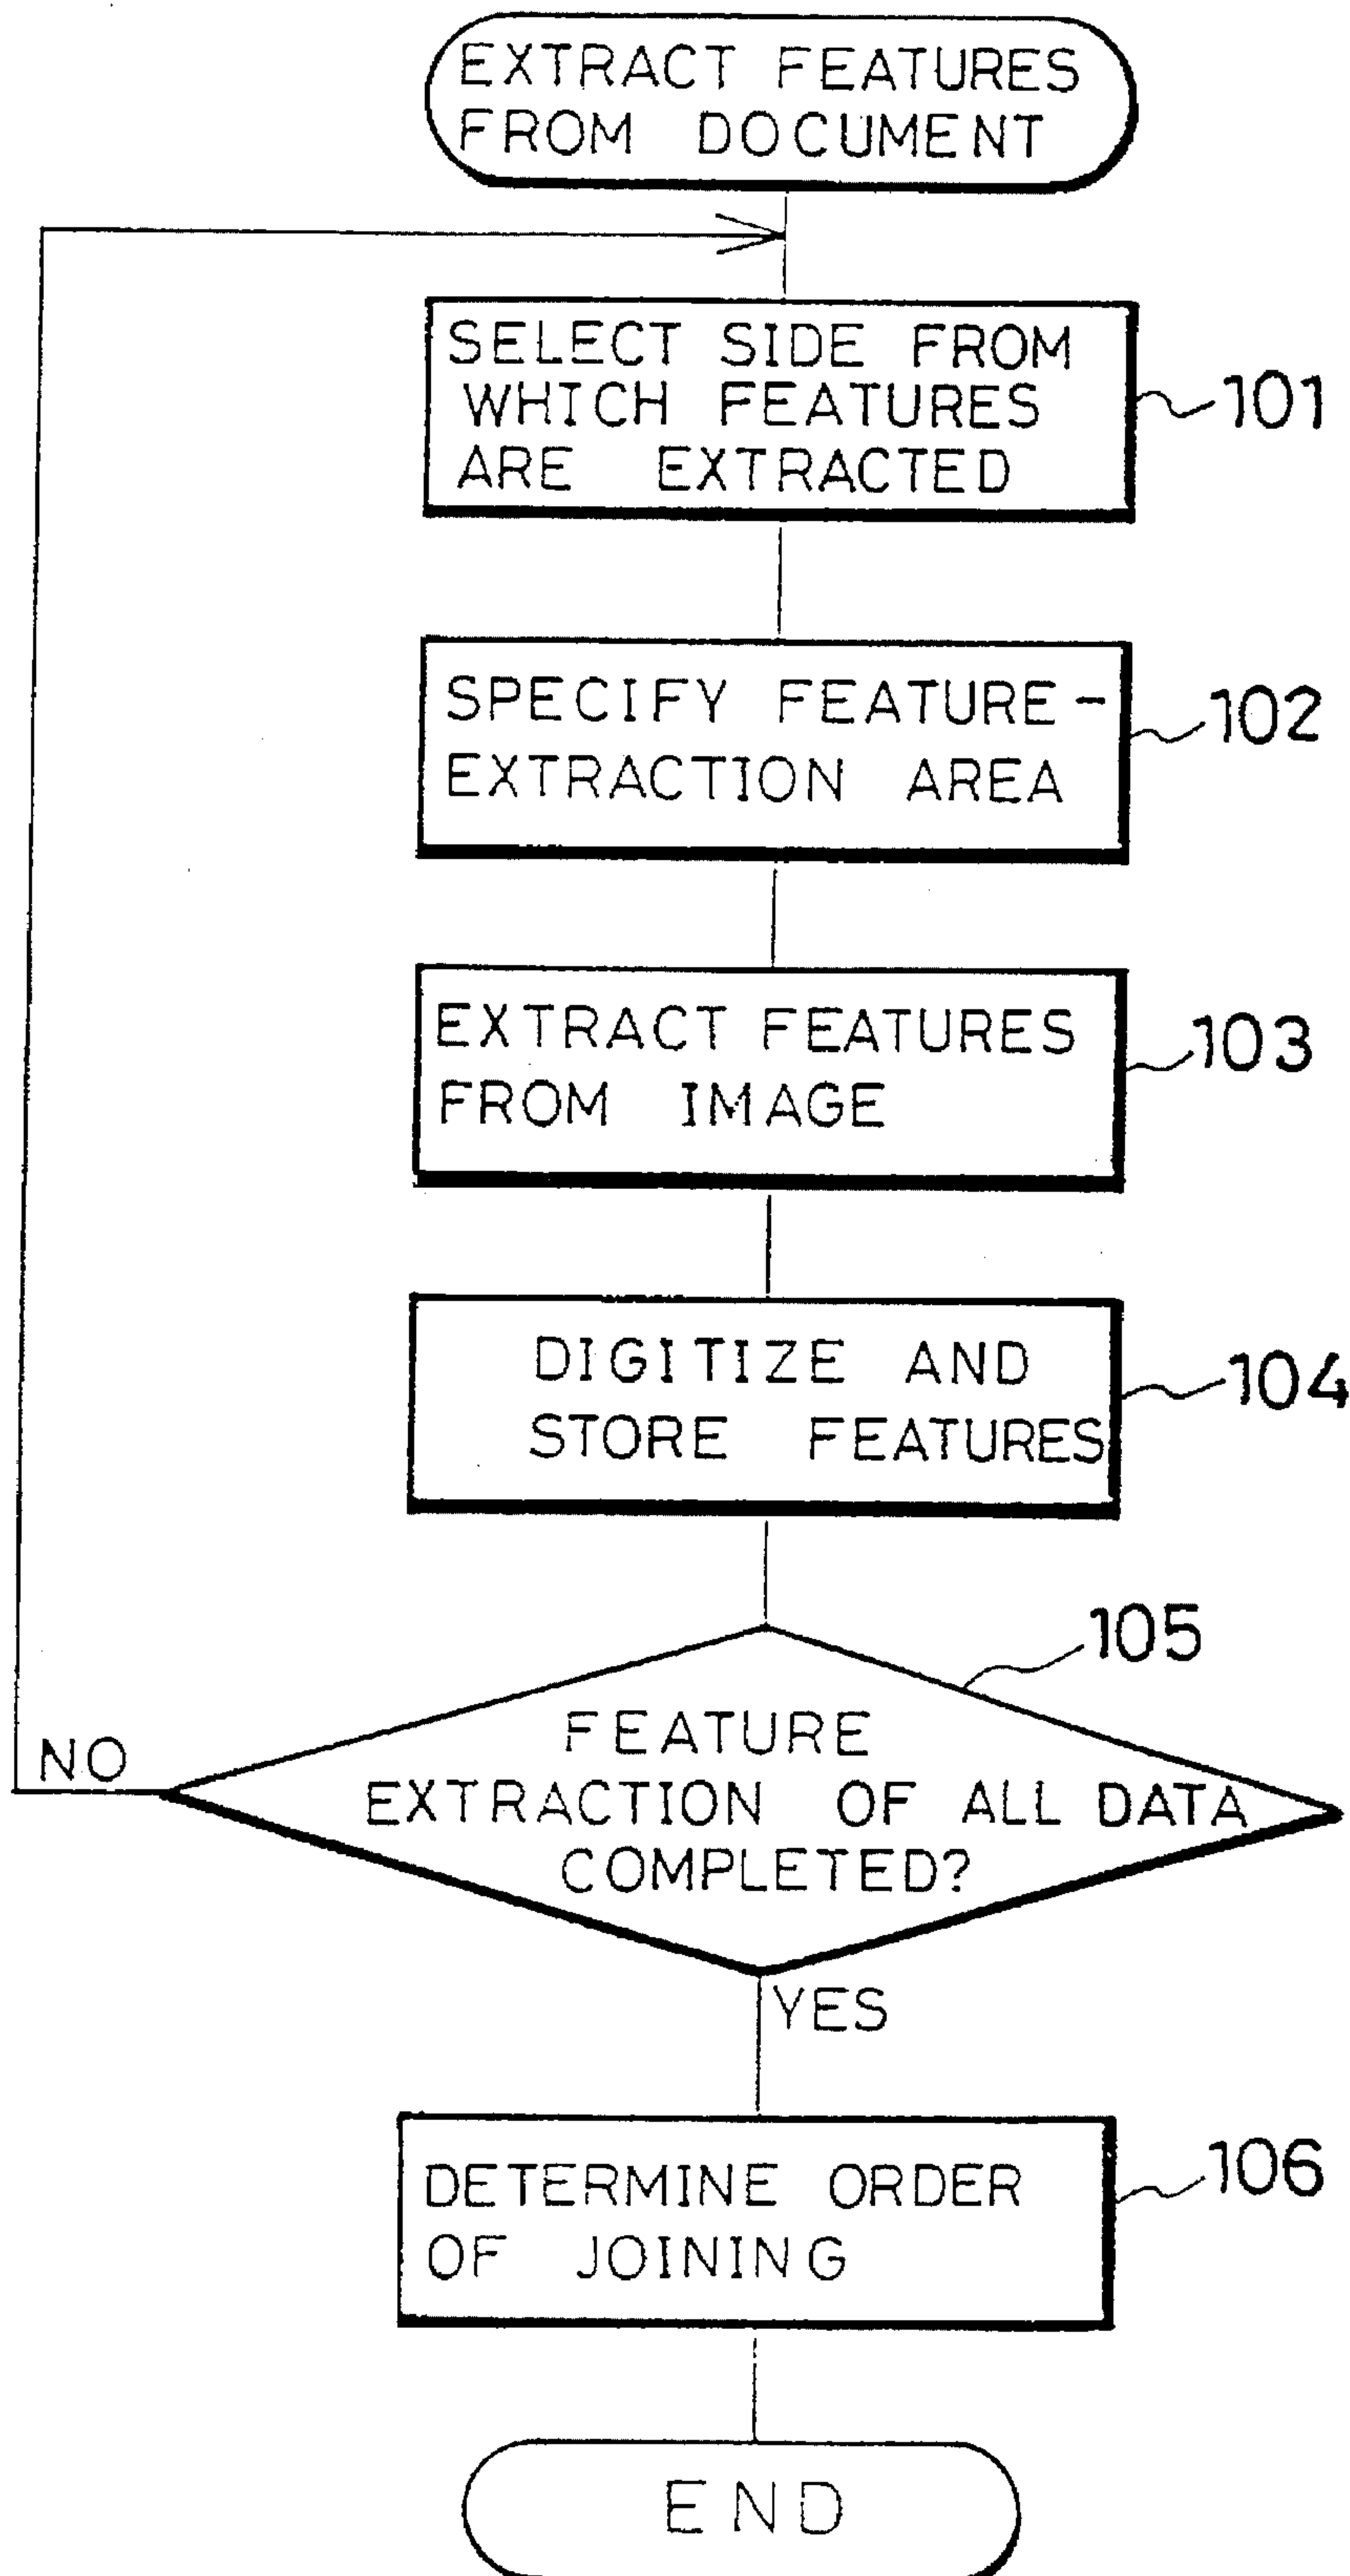 EXTRACT FEATURES
FROM DOCUMENT
SELECT SIDE FROM
WHICH FEATURES
ARE EXTRACTED
101
SPECIFY FEATURE-
EXTRACTION AREA
102
EXTRACT FEATURES
FROM IMAGE
103
DIGITIZE AND
STORE FEATURES
104
105
FEATURE
EXTRACTION OF ALL DATA
COMPLETED?
NO
YES
DETERMINE ORDER
OF JOINING
106
END